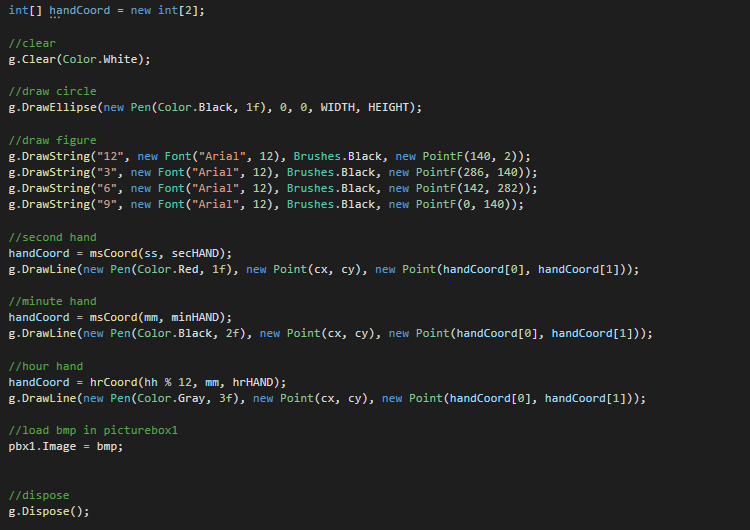 int[] handCoord = new int[2];
//clear
g.Clear(Color.White);
//draw circle
g.DrawEllipse(new Pen(Color.Black, 1f), 0, 0, WIDTH, HEIGHT);
//draw figure
g.DrawString("12", new Font("Arial", 12), Brushes.Black, new PointF(140, 2));
g.DrawString("3", new Font("Arial", 12), Brushes.Black, new PointF(286, 140));
g.DrawString("6", new Font("Arial", 12), Brushes.Black, new PointF(142, 282));
g.DrawString("9", new Font("Arial", 12), Brushes.Black, new PointF(0, 140));
//second hand
handCoord = msCoord(ss, secHAND);
g.DrawLine(new Pen(Color.Red, 1f), new Point(cx, cy), new Point(handCoord[0], handCoord[1]));
//minute hand
handCoord = msCoord(mm, minHAND);
g.DrawLine(new Pen(Color.Black, 2f), new Point(cx, cy), new Point(handCoord[0], handCoord[1]));
//hour hand
handCoord = hrCoord(hh % 12, mm, hrHAND);
g.DrawLine(new Pen(Color.Gray, 3f), new Point(cx, cy), new Point(handCoord[0], handCoord[1]));
//load bmp in picturebox1
pbx1.Image = bmp;
//dispose
g.Dispose();